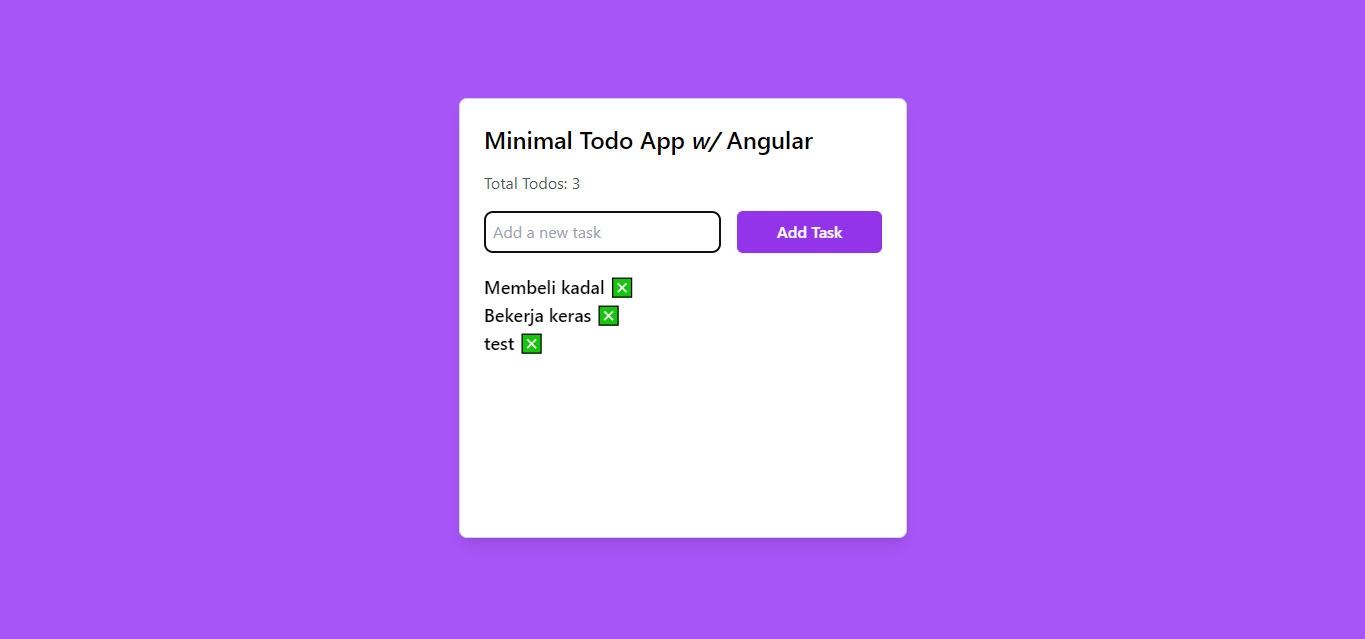 Minimal Todo App w/ Angular
Total Todos: 3
Add a new task
Add Task
Membeli kadal ❎
Bekerja keras ❎
test ❎